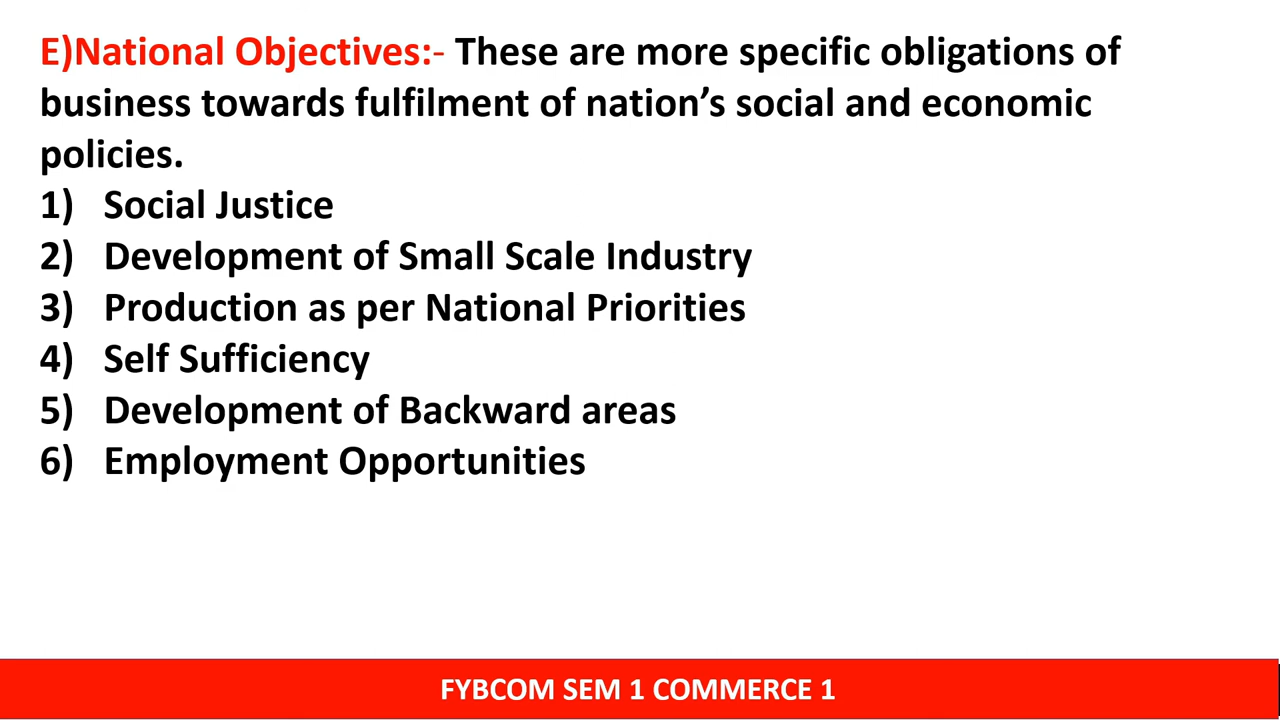 E)National Objectives:- These are more specific obligations of
business towards fulfilment of nation’s social and economic
policies.
1) Social Justice
2) Development of Small Scale Industry
3) Production as per National Priorities
4) Self Sufficiency
5) Development of Backward areas
6) Employment Opportunities
FYBCOM SEM 1 COMMERCE 1